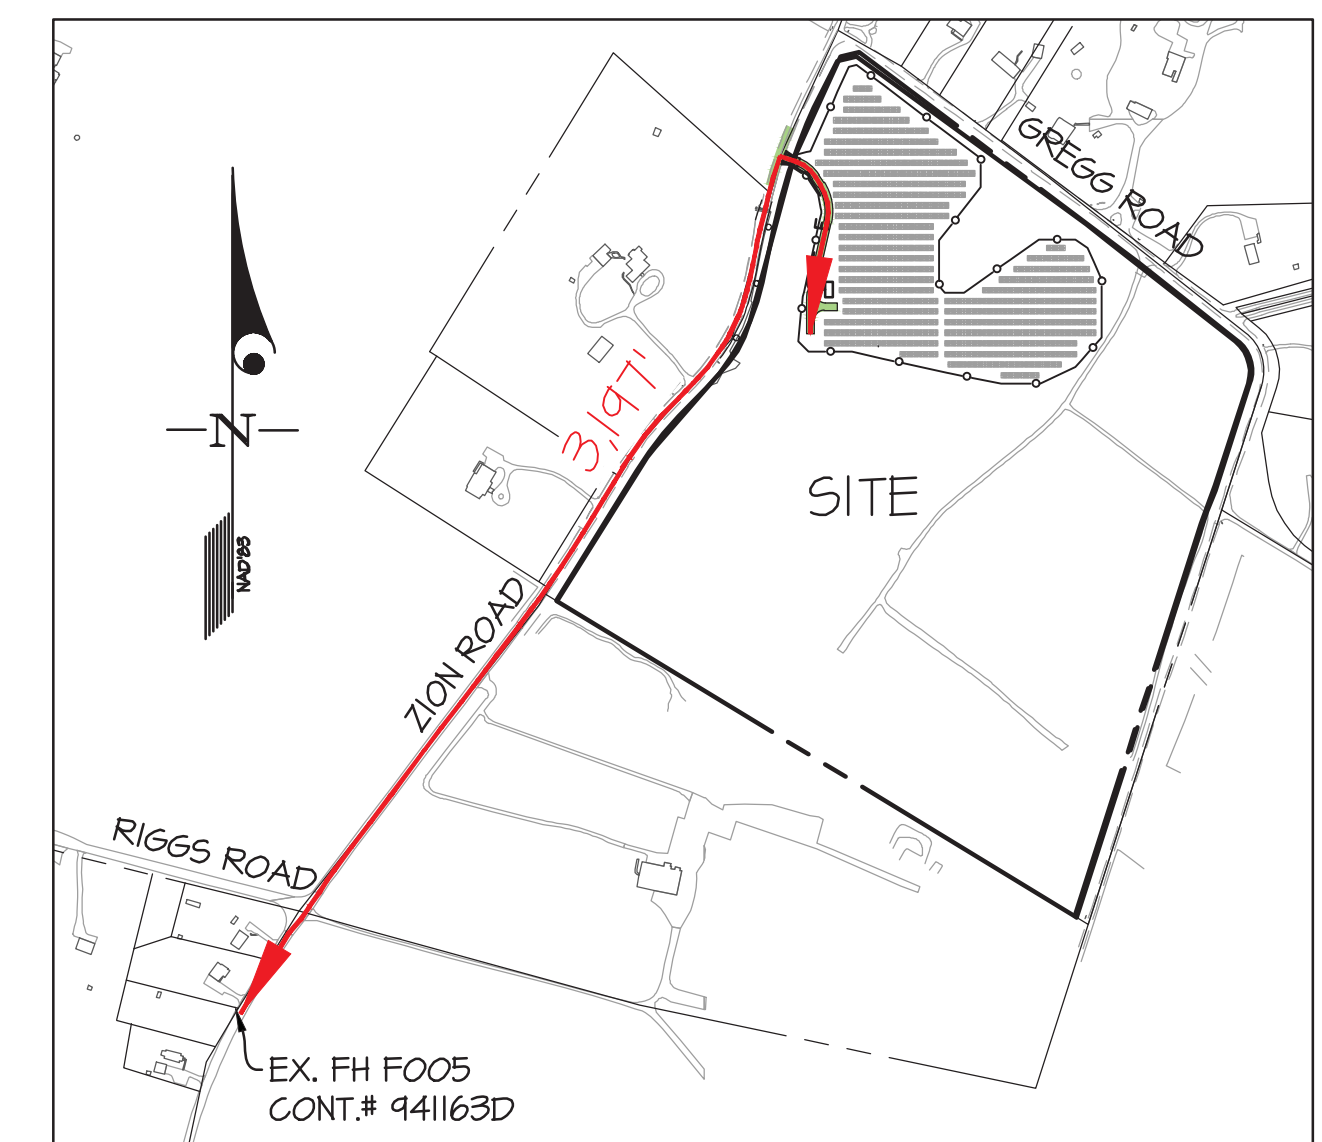 GREGG ROAD
N
NAD'83
3,197'
SITE
ZION ROAD
RIGGS ROAD
EX. FH F005
CONT.# 941163D